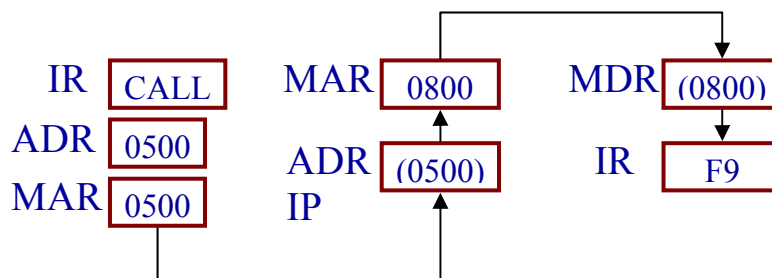 IR CALL
ADR 0500
MAR 0500
MAR 0800
ADR (0500)
IP
MDR (0800)
IR F9